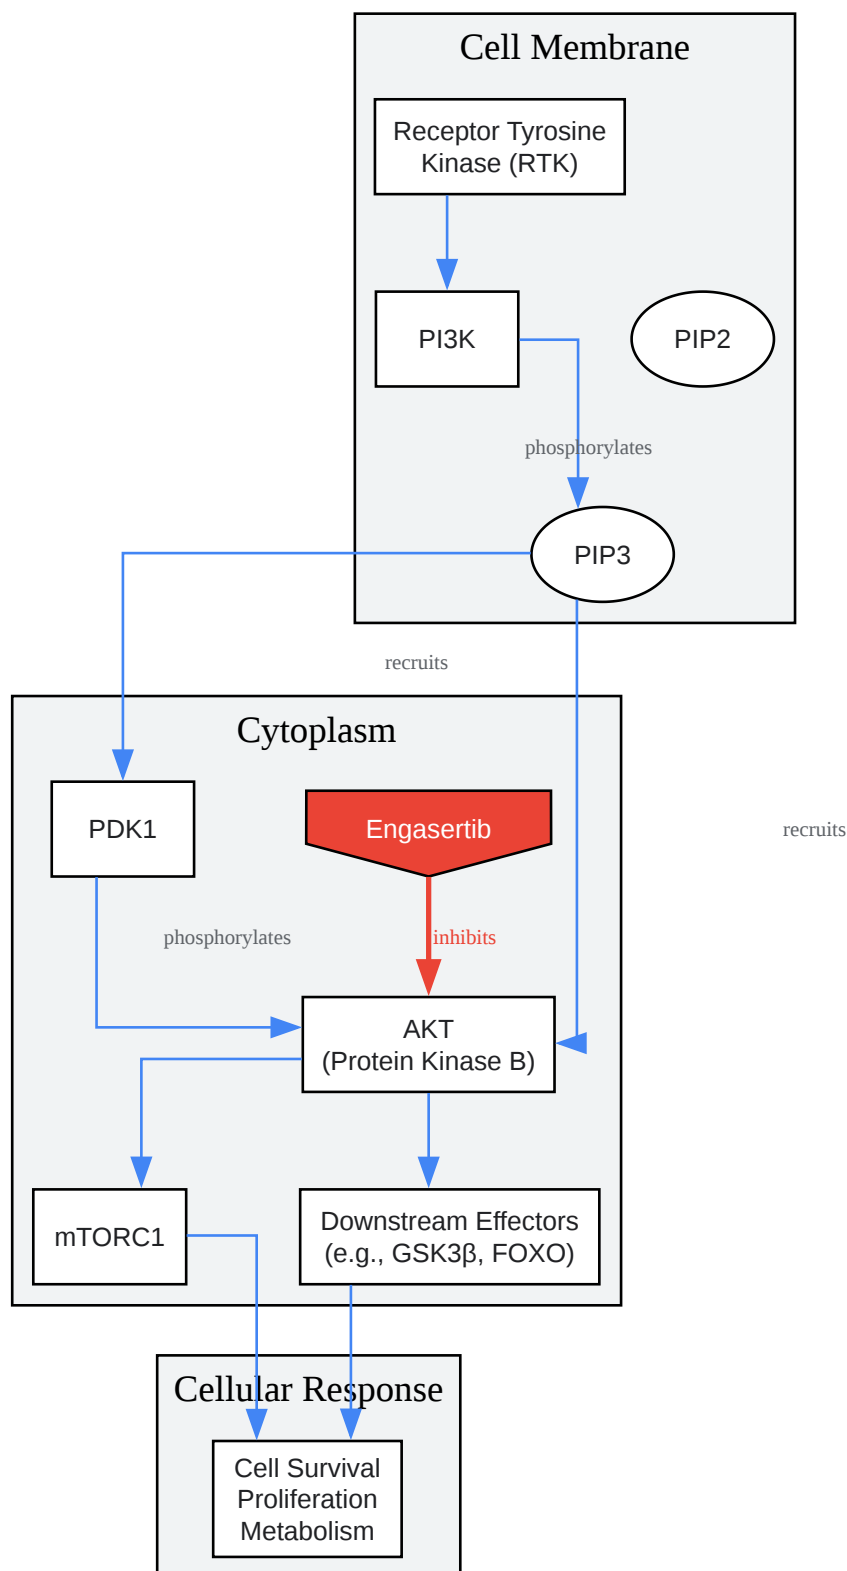 Cell Membrane
Receptor Tyrosine
Kinase (RTK)
PI3K
PIP2
phosphorylates
PIP3
recruits
Cytoplasm
PDK1
Engasertib
recruits
phosphorylates
inhibits
AKT
(Protein Kinase B)
mTORC1
Downstream Effectors
(e.g., GSK3β, FOXO)
Cellular Response
Cell Survival
Proliferation
Metabolism